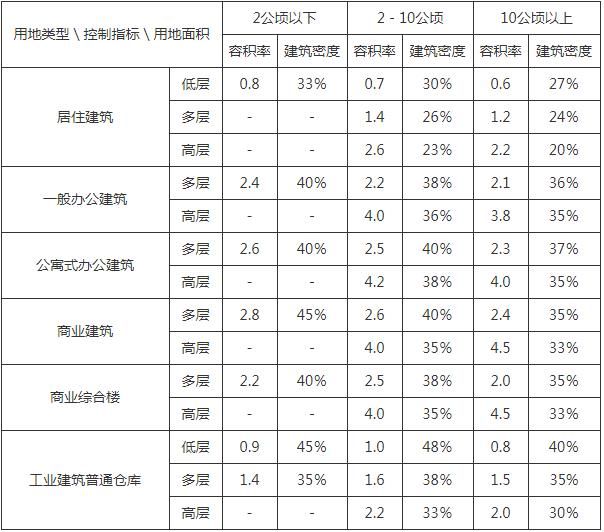 用地类型 \ 控制指标 \ 用地面积 2公顷以下 2 - 10公顷 10公顷以上
容积率 建筑密度 容积率 建筑密度 容积率 建筑密度
居住建筑 低层 0.8 33% 0.7 30% 0.6 27%
多层 - - 1.4 26% 1.2 24%
高层 - - 2.6 23% 2.2 20%
一般办公建筑 多层 2.4 40% 2.2 38% 2.1 36%
高层 - - 4.0 36% 3.8 35%
公寓式办公建筑 多层 2.6 40% 2.5 40% 2.3 37%
高层 - - 4.2 38% 4.0 35%
商业建筑 多层 2.8 45% 2.6 40% 2.4 35%
高层 - - 4.0 35% 4.5 33%
商业综合楼 多层 2.2 40% 2.5 38% 2.0 35%
高层 - - 4.0 35% 4.5 33%
工业建筑普通仓库 低层 0.9 45% 1.0 48% 0.8 40%
多层 1.4 35% 1.6 38% 1.5 35%
高层 - - 2.2 33% 2.0 30%